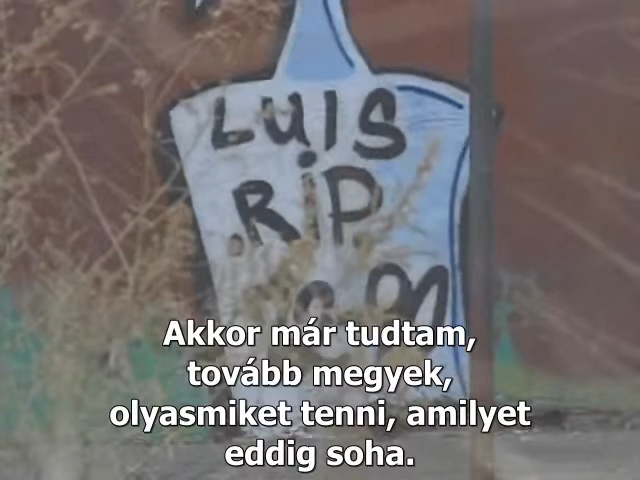 LUIS
RiP
Akkor már tudtam,
tovább megyek,
olyasmiket tenni, amilyet
eddig soha.